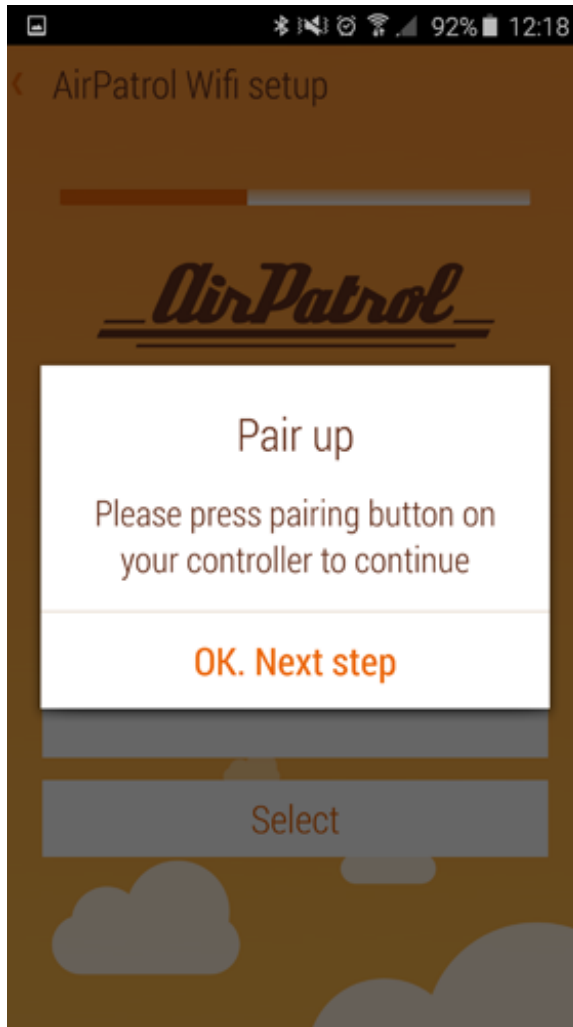 92% 12:18
AirPatrol Wifi setup
AirPatrol
Pair up
Please press pairing button on
your controller to continue
OK. Next step
Select